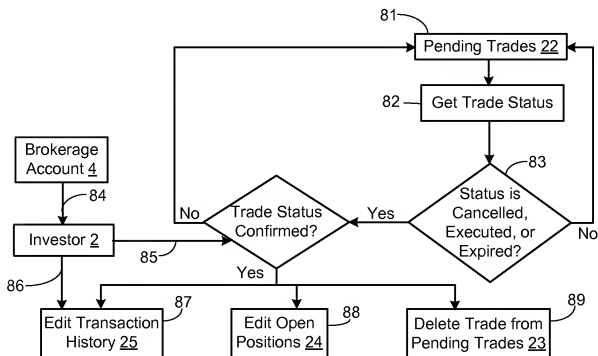 81
Pending Trades 22
82
Get Trade Status
83
Status is
Cancelled,
Executed, or
Expired?
No
Yes
Brokerage
Account 4
84
Investor 2
85
86
Trade Status
Confirmed?
No
Yes
87
Edit Transaction
History 25
88
Edit Open
Positions 24
89
Delete Trade from
Pending Trades 23